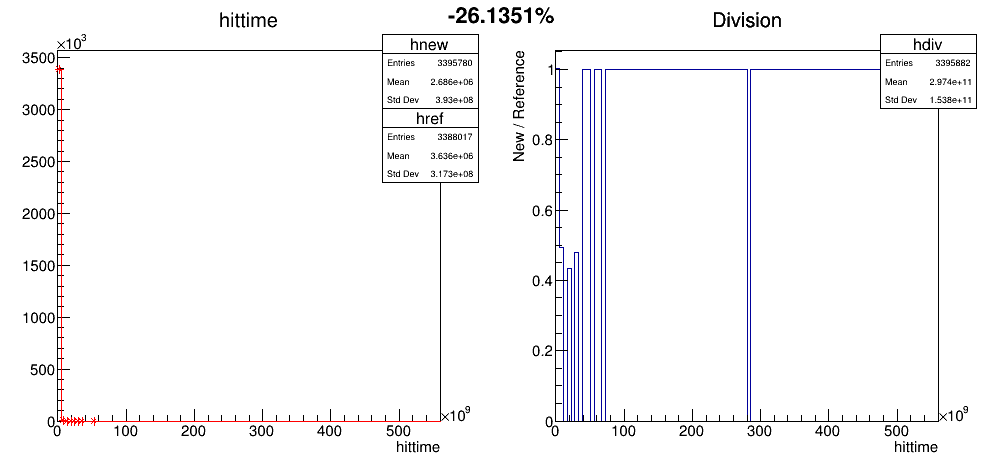 -26.1351%
hittime
×10³
3500
3000
2500
2000
1500
1000
500
0
0 100 200 300 400 500
×10⁹
hittime
hnew
Entries 3395780
Mean 2.686e+06
Std Dev 3.93e+08
href
Entries 3388017
Mean 3.636e+06
Std Dev 3.173e+08
Division
New / Reference
1
0.8
0.6
0.4
0.2
0
0 100 200 300 400 500
×10⁹
hittime
hdiv
Entries 3395882
Mean 2.974e+11
Std Dev 1.538e+11